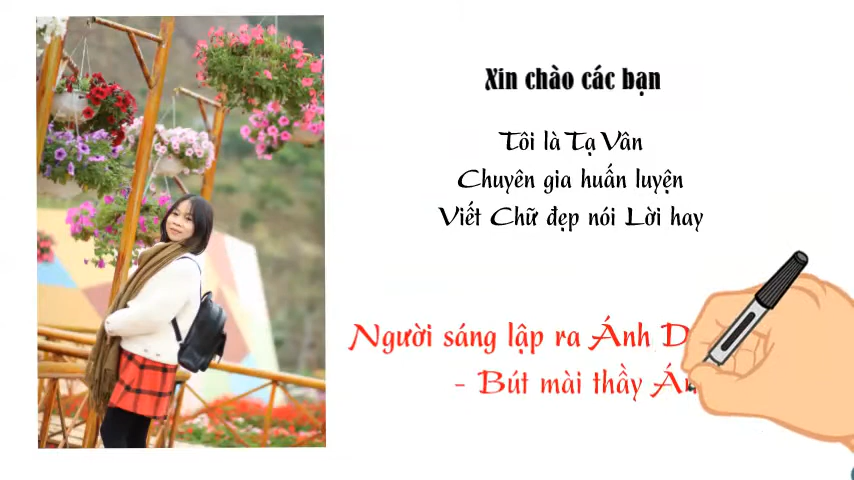 Xin chào các bạn
Tôi là Tạ Vân
Chuyên gia huấn luyện
Viết Chữ đẹp nói Lời hay
Người sáng lập ra Ánh
- Bút mài thầy